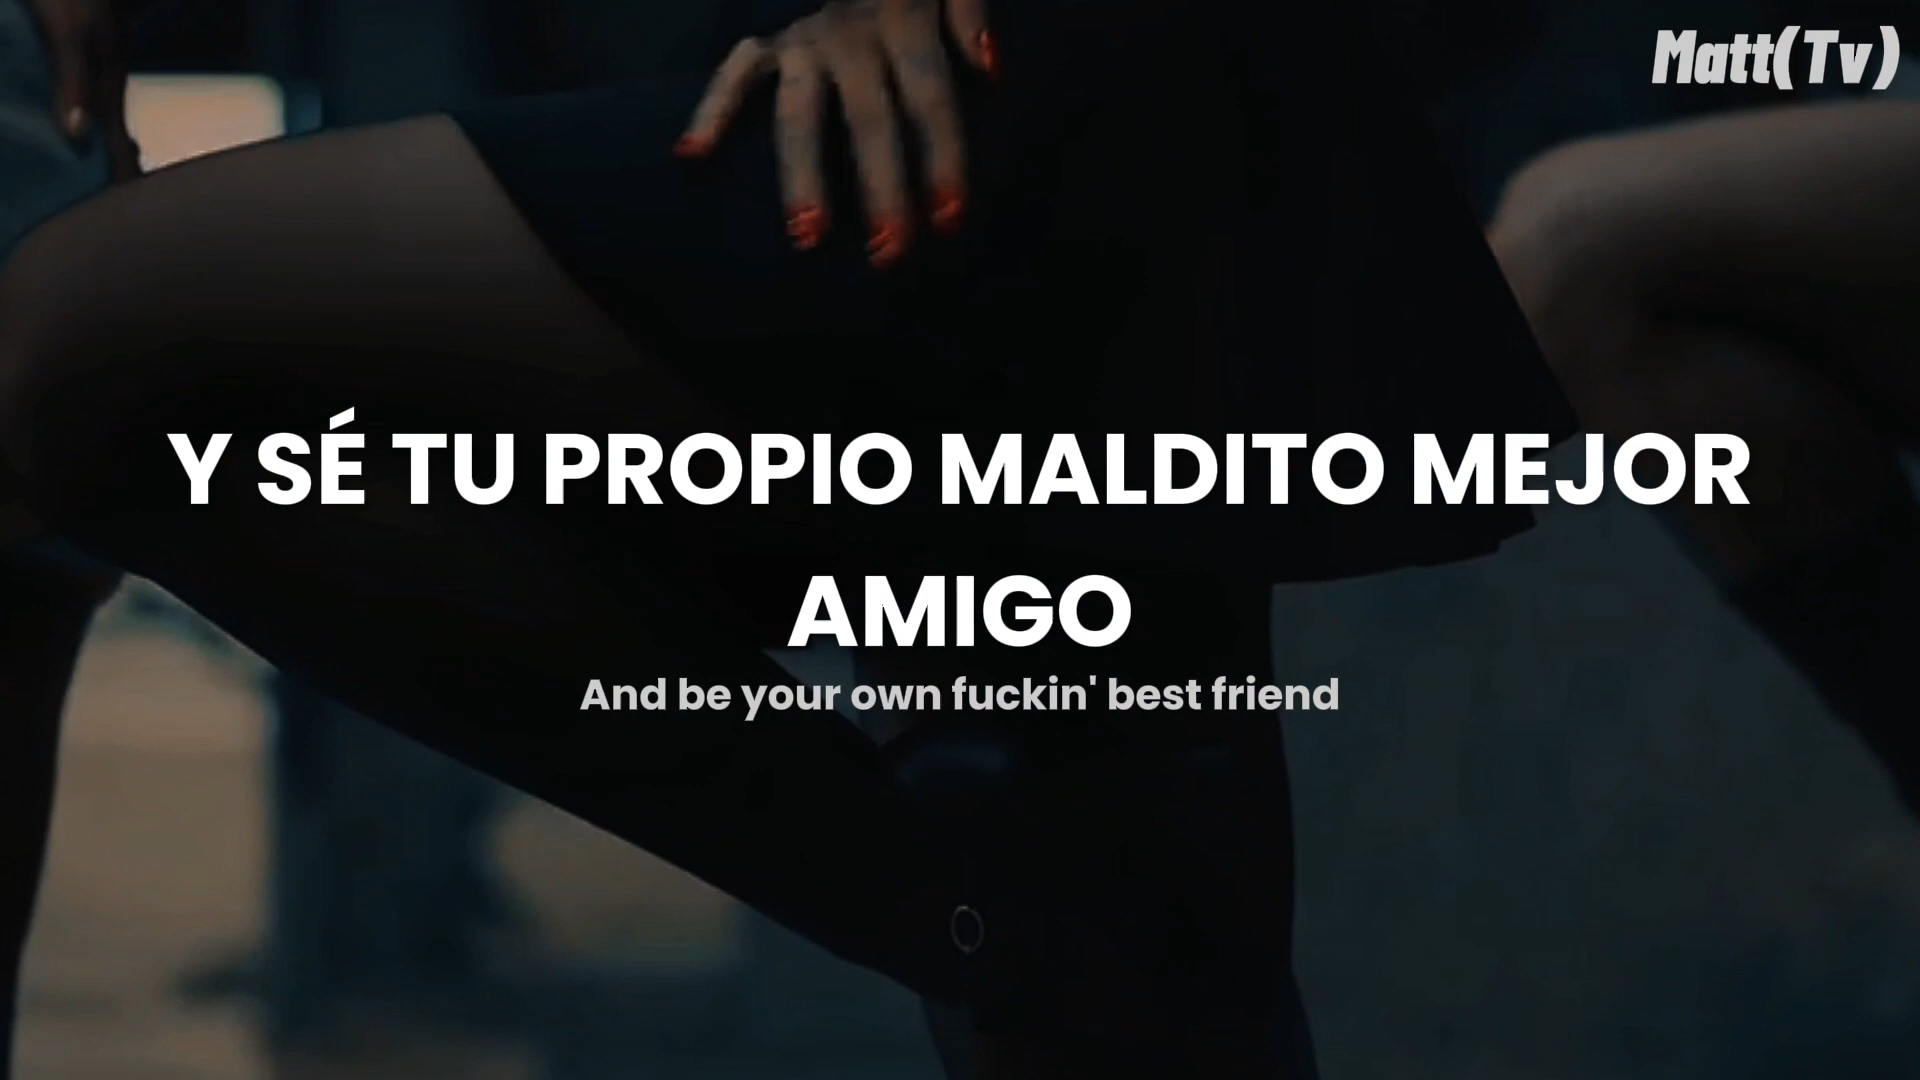 Matt(Tv)
Y SÉ TU PROPIO MALDITO MEJOR
AMIGO
And be your own fuckin' best friend